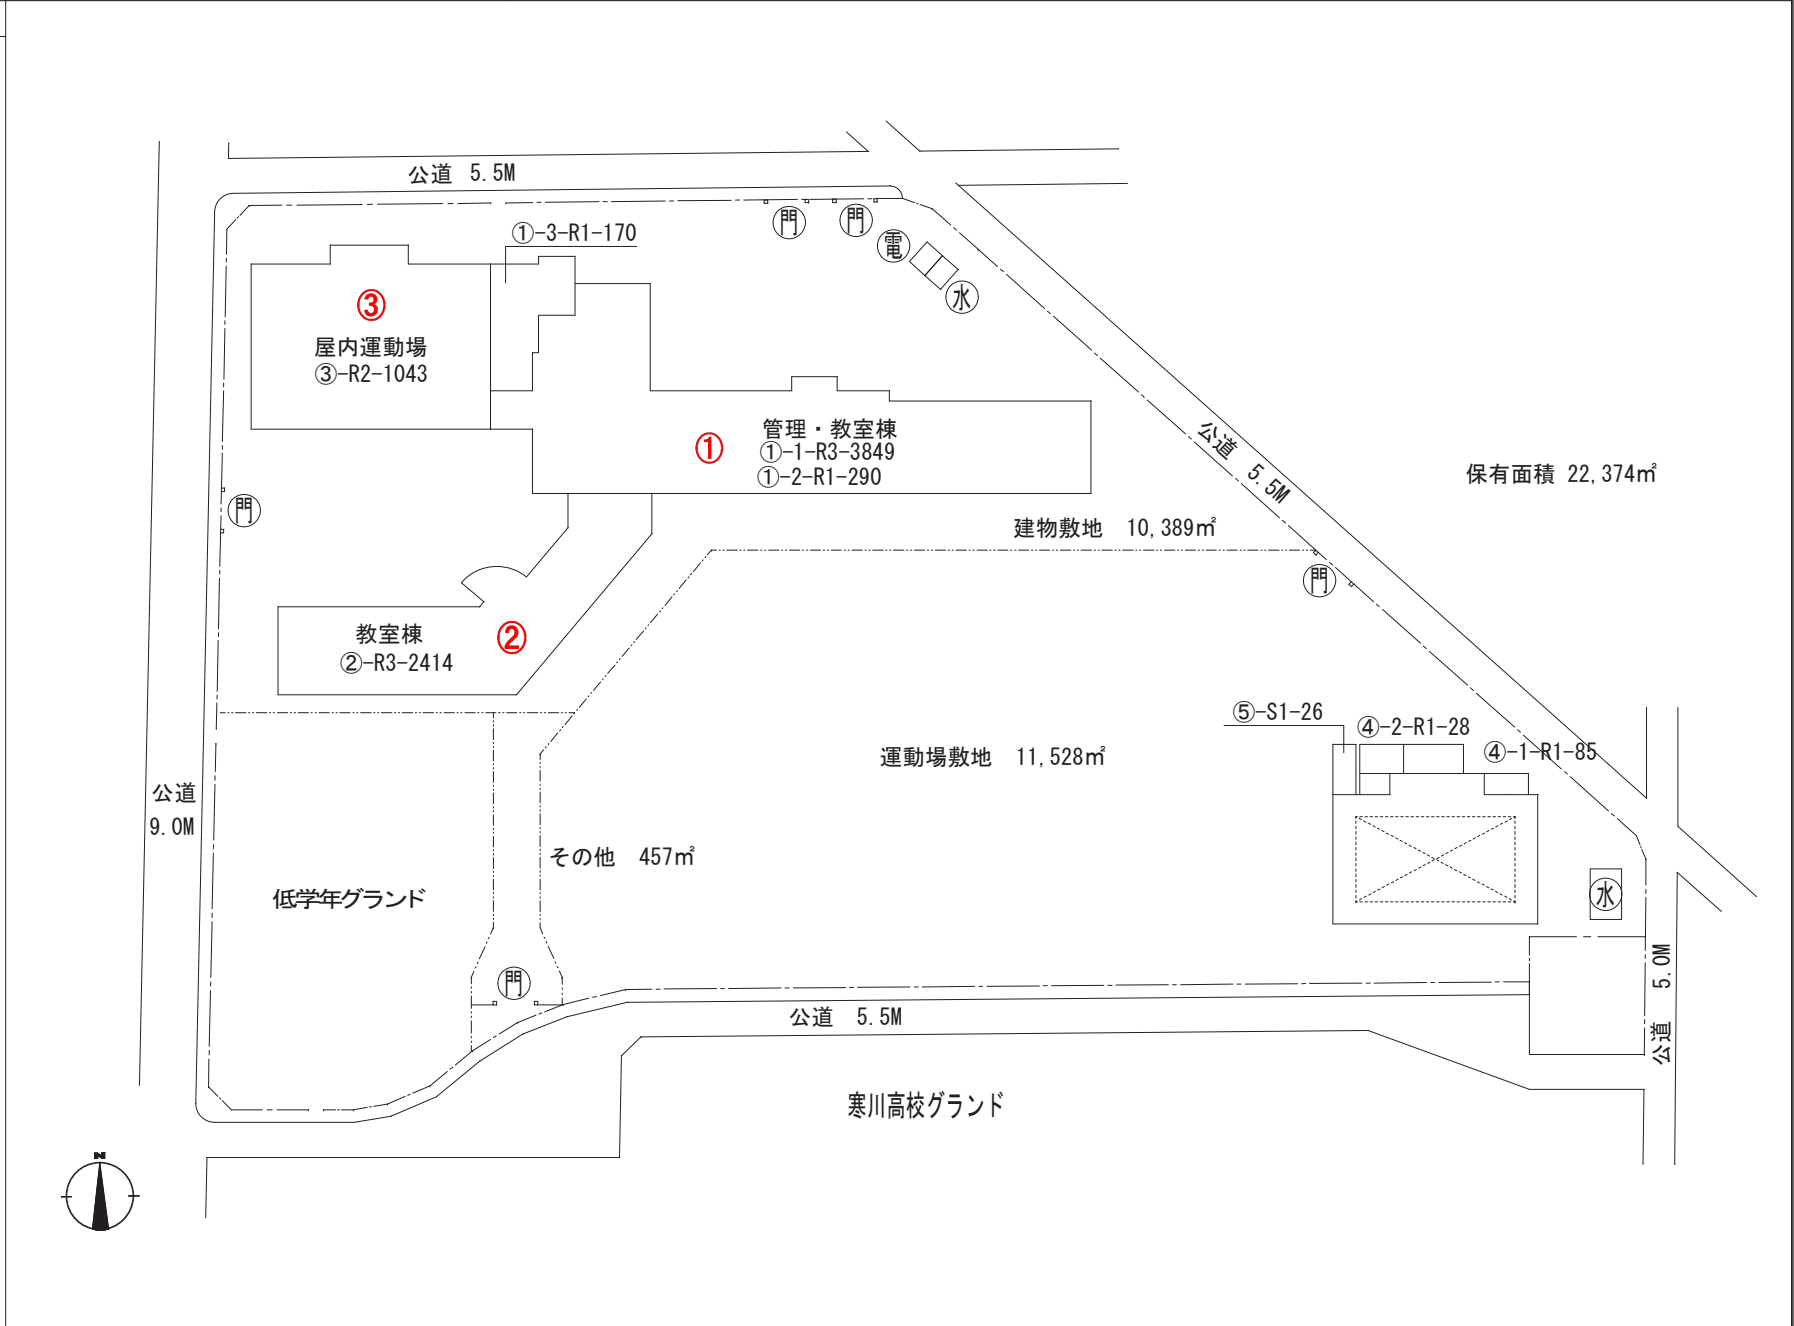 公道 5.5M
門
門
電
水
①-3-R1-170
③
屋内運動場
③-R2-1043
①
管理・教室棟
①-1-R3-3849
①-2-R1-290
公道 5.5M
保有面積 22,374㎡
門
建物敷地 10,389㎡
門
教室棟
②
②-R3-2414
⑤-S1-26
④-2-R1-28
④-1-R1-85
運動場敷地 11,528㎡
公道
9.0M
その他 457㎡
低学年グランド
水
門
公道 5.0M
公道 5.5M
寒川高校グランド
N